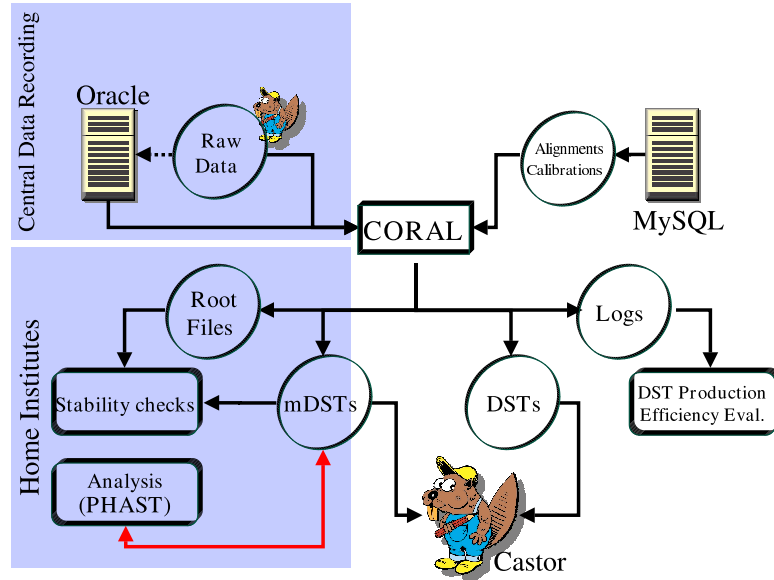 Central Data Recording
Oracle
Raw
Data
Alignments
Calibrations
MySQL
CORAL
Home Institutes
Root
Files
Logs
Stability checks
mDSTs
DSTs
DST Production
Efficiency Eval.
Analysis
(PHAST)
Castor